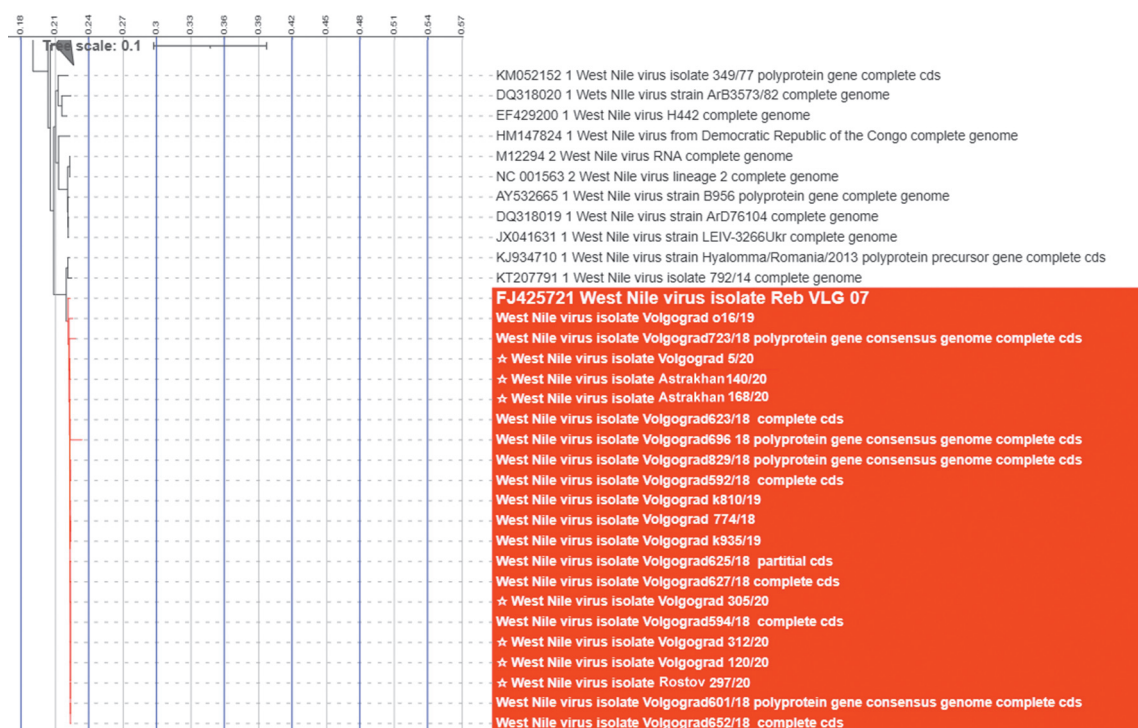 0.18 0.21 0.24 0.27 0.3 0.33 0.36 0.39 0.42 0.45 0.48 0.51 0.54 0.57
Tree scale: 0.1
KM052152 1 West Nile virus isolate 349/77 polyprotein gene complete cds
DQ318020 1 Wets NIle virus strain ArB3573/82 complete genome
EF429200 1 West Nile virus H442 complete genome
HM147824 1 West Nile virus from Democratic Republic of the Congo complete genome
M12294 2 West Nile virus RNA complete genome
NC 001563 2 West Nile virus lineage 2 complete genome
AY532665 1 West Nile virus strain B956 polyprotein gene complete cds
DQ318019 1 West Nile virus strain ArD76104 complete genome
JX041631 1 West Nile virus strain LEIV-3266Ukr complete genome
KJ934710 1 West Nile virus strain Hyalomma/Romania/2013 polyprotein precursor gene complete cds
KT207791 1 West Nile virus isolate 792/14 complete genome
FJ425721 West Nile virus isolate Reb VLG 07
West Nile virus isolate Volgograd o16/19
West Nile virus isolate Volgograd723/18 polyprotein gene consensus genome complete cds
☆ West Nile virus isolate Volgograd 5/20
☆ West Nile virus isolate Astrakhan 140/20
☆ West Nile virus isolate Astrakhan 168/20
West Nile virus isolate Volgograd623/18 complete cds
West Nile virus isolate Volgograd696 18 polyprotein gene consensus genome complete cds
West Nile virus isolate Volgograd829/18 polyprotein gene consensus genome complete cds
West Nile virus isolate Volgograd592/18 complete cds
West Nile virus isolate Volgograd k810/19
West Nile virus isolate Volgograd 774/18
West Nile virus isolate Volgograd k935/19
West Nile virus isolate Volgograd625/18 partitial cds
West Nile virus isolate Volgograd627/18 complete cds
☆ West Nile virus isolate Volgograd 305/20
West Nile virus isolate Volgograd594/18 complete cds
☆ West Nile virus isolate Volgograd 312/20
☆ West Nile virus isolate Volgograd 120/20
☆ West Nile virus isolate Rostov 297/20
West Nile virus isolate Volgograd601/18 polyprotein gene consensus genome complete cds
West Nile virus isolate Volgograd652/18 complete cds